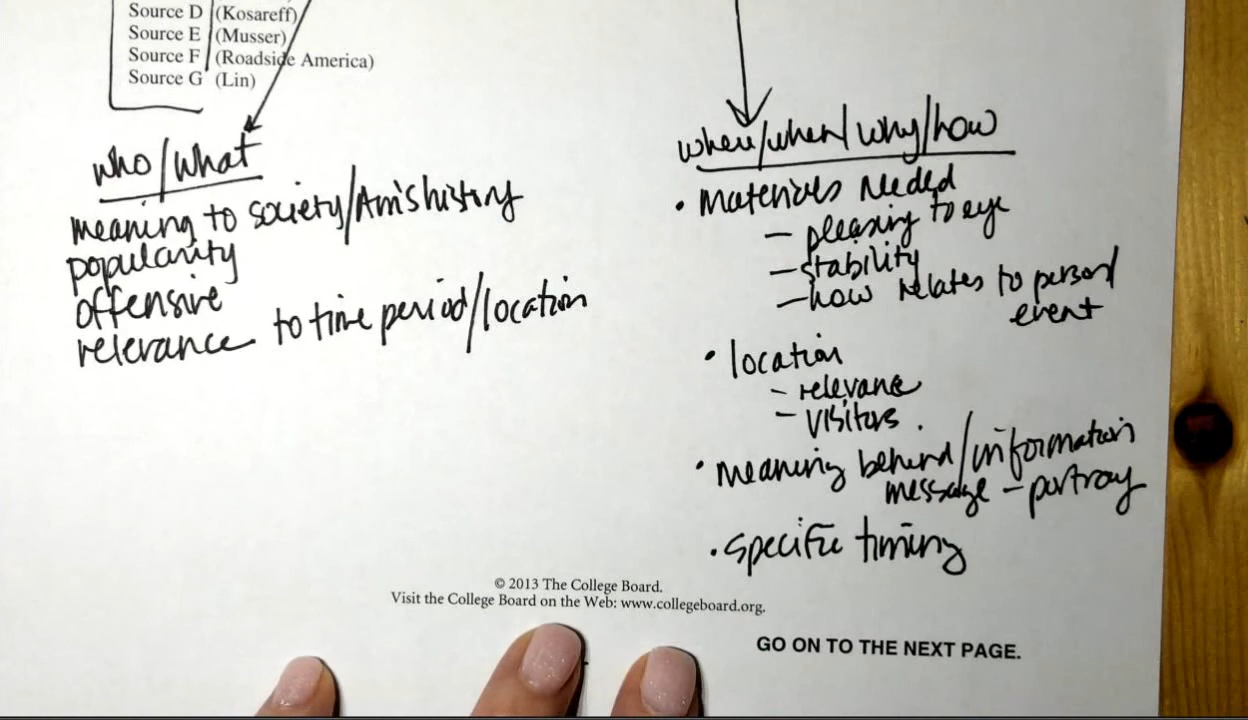 Source D (Kosareff)
Source E (Musser)
Source F (Roadside America)
Source G (Lin)
who/what
meaning to society/Am's history
popularity
offensive
relevance to time period/location
where/when/why/how
• Materials Needed
– pleasing to eye
– stability
– how relates to person/
event
• location
– relevance
– visitors.
• meaning behind/information
message – portray
• specific timing
© 2013 The College Board.
Visit the College Board on the Web: www.collegeboard.org.
GO ON TO THE NEXT PAGE.